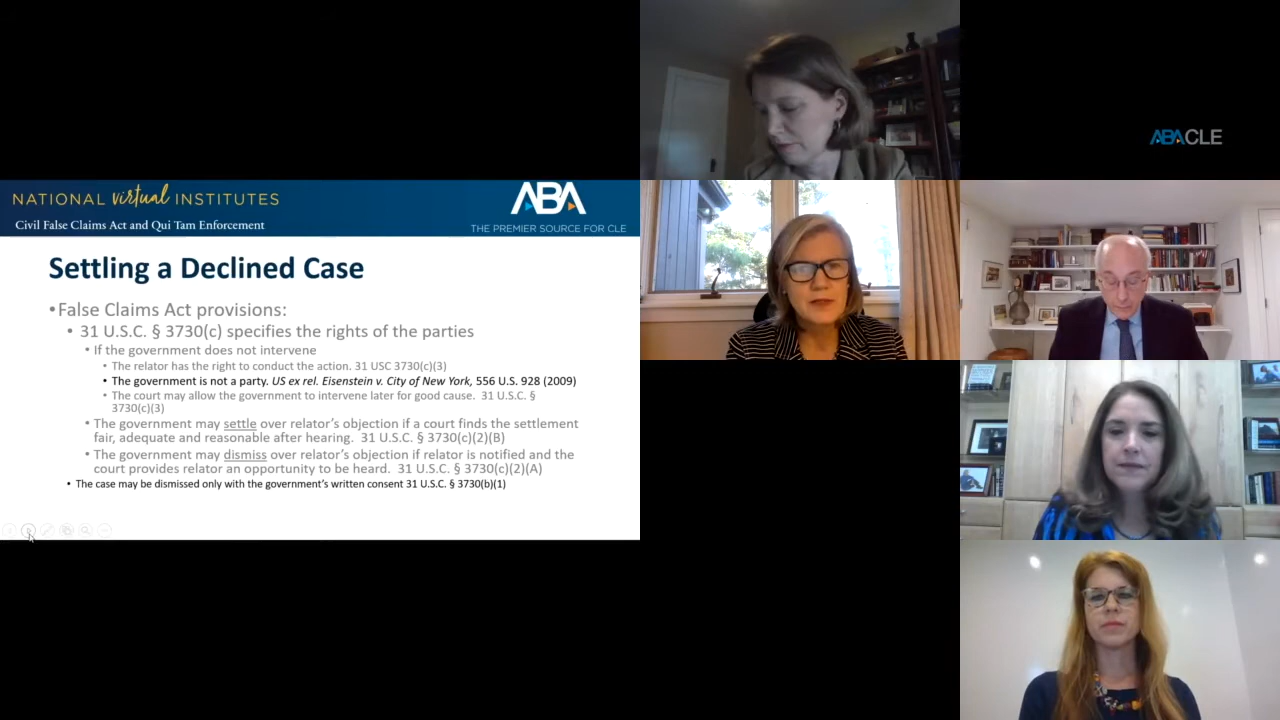 ABACLE
NATIONAL virtual INSTITUTES
Civil False Claims Act and Qui Tam Enforcement
ABA
THE PREMIER SOURCE FOR CLE
Settling a Declined Case
•False Claims Act provisions:
• 31 U.S.C. § 3730(c) specifies the rights of the parties
• If the government does not intervene
• The relator has the right to conduct the action. 31 USC 3730(c)(3)
• The government is not a party. US ex rel. Eisenstein v. City of New York, 556 U.S. 928 (2009)
• The court may allow the government to intervene later for good cause. 31 U.S.C. §
3730(c)(3)
• The government may settle over relator's objection if a court finds the settlement
fair, adequate and reasonable after hearing. 31 U.S.C. § 3730(c)(2)(B)
• The government may dismiss over relator's objection if relator is notified and the
court provides relator an opportunity to be heard. 31 U.S.C. § 3730(c)(2)(A)
• The case may be dismissed only with the government's written consent 31 U.S.C. § 3730(b)(1)